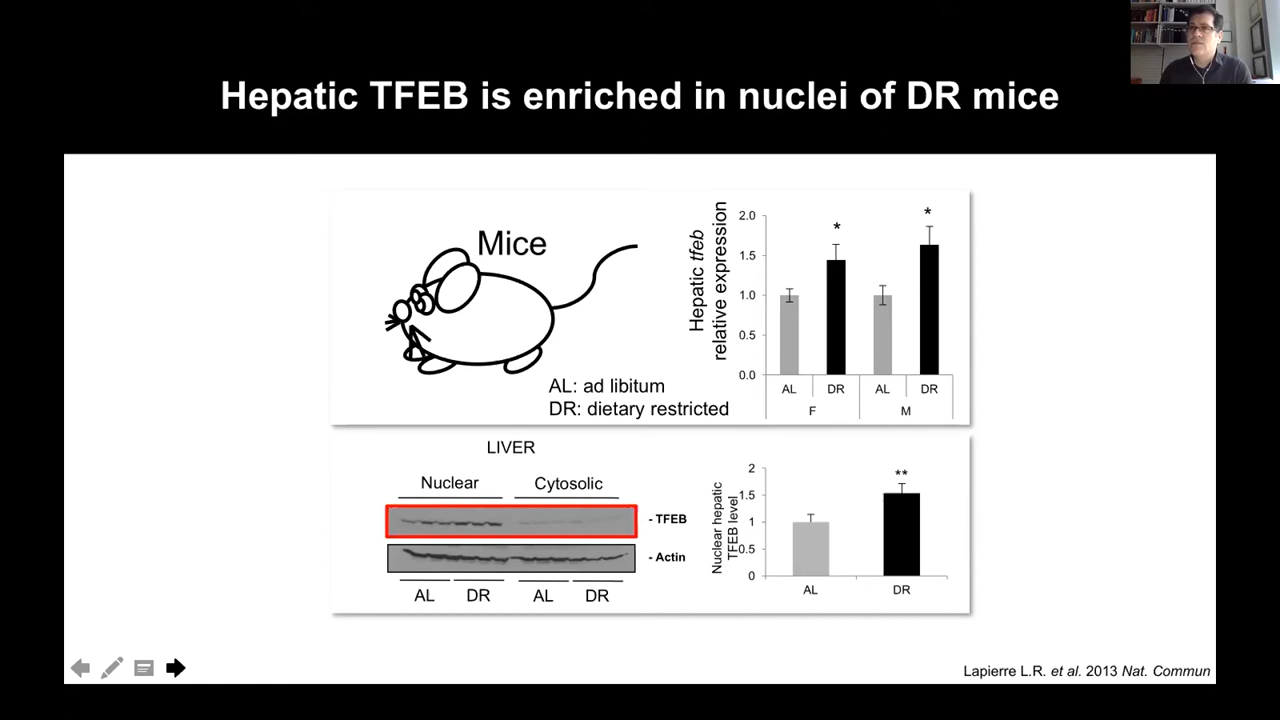 Hepatic TFEB is enriched in nuclei of DR mice
Mice
AL: ad libitum
DR: dietary restricted
Hepatic tfeb
relative expression
2.0
1.5
1.0
0.5
0.0
*
*
AL DR AL DR
F M
LIVER
Nuclear Cytosolic
- TFEB
- Actin
AL DR AL DR
Nuclear hepatic
TFEB level
2
1.5
1
0.5
0
**
AL DR
Lapierre L.R. et al. 2013 Nat. Commun